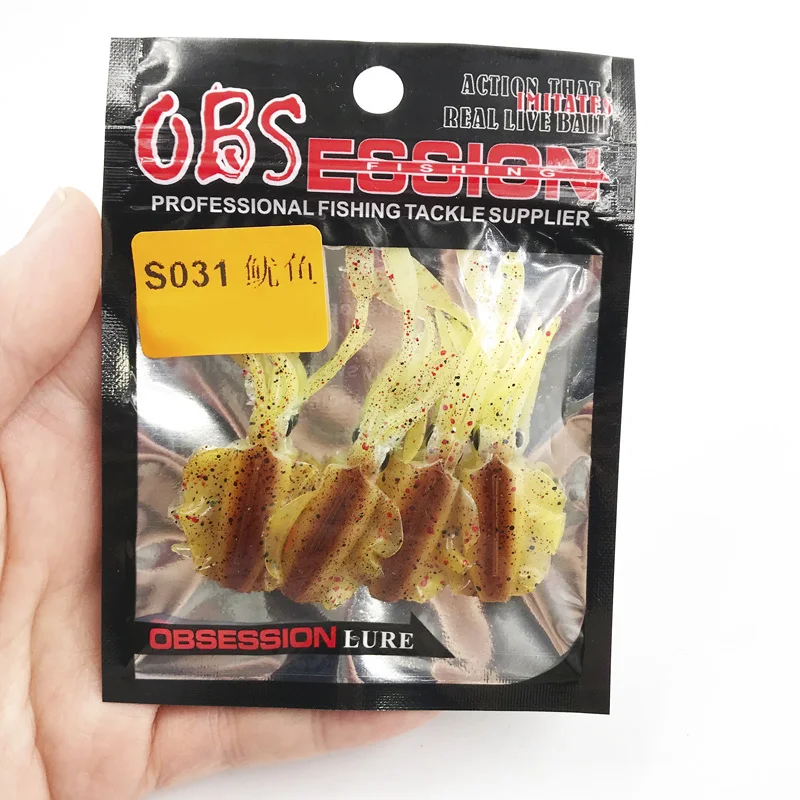 OBSESSION
FISHING
ACTION THAT
IMITATES
REAL LIVE BAIT
PROFESSIONAL FISHING TACKLE SUPPLIER
S031 鱿鱼
OBSESSION LURE